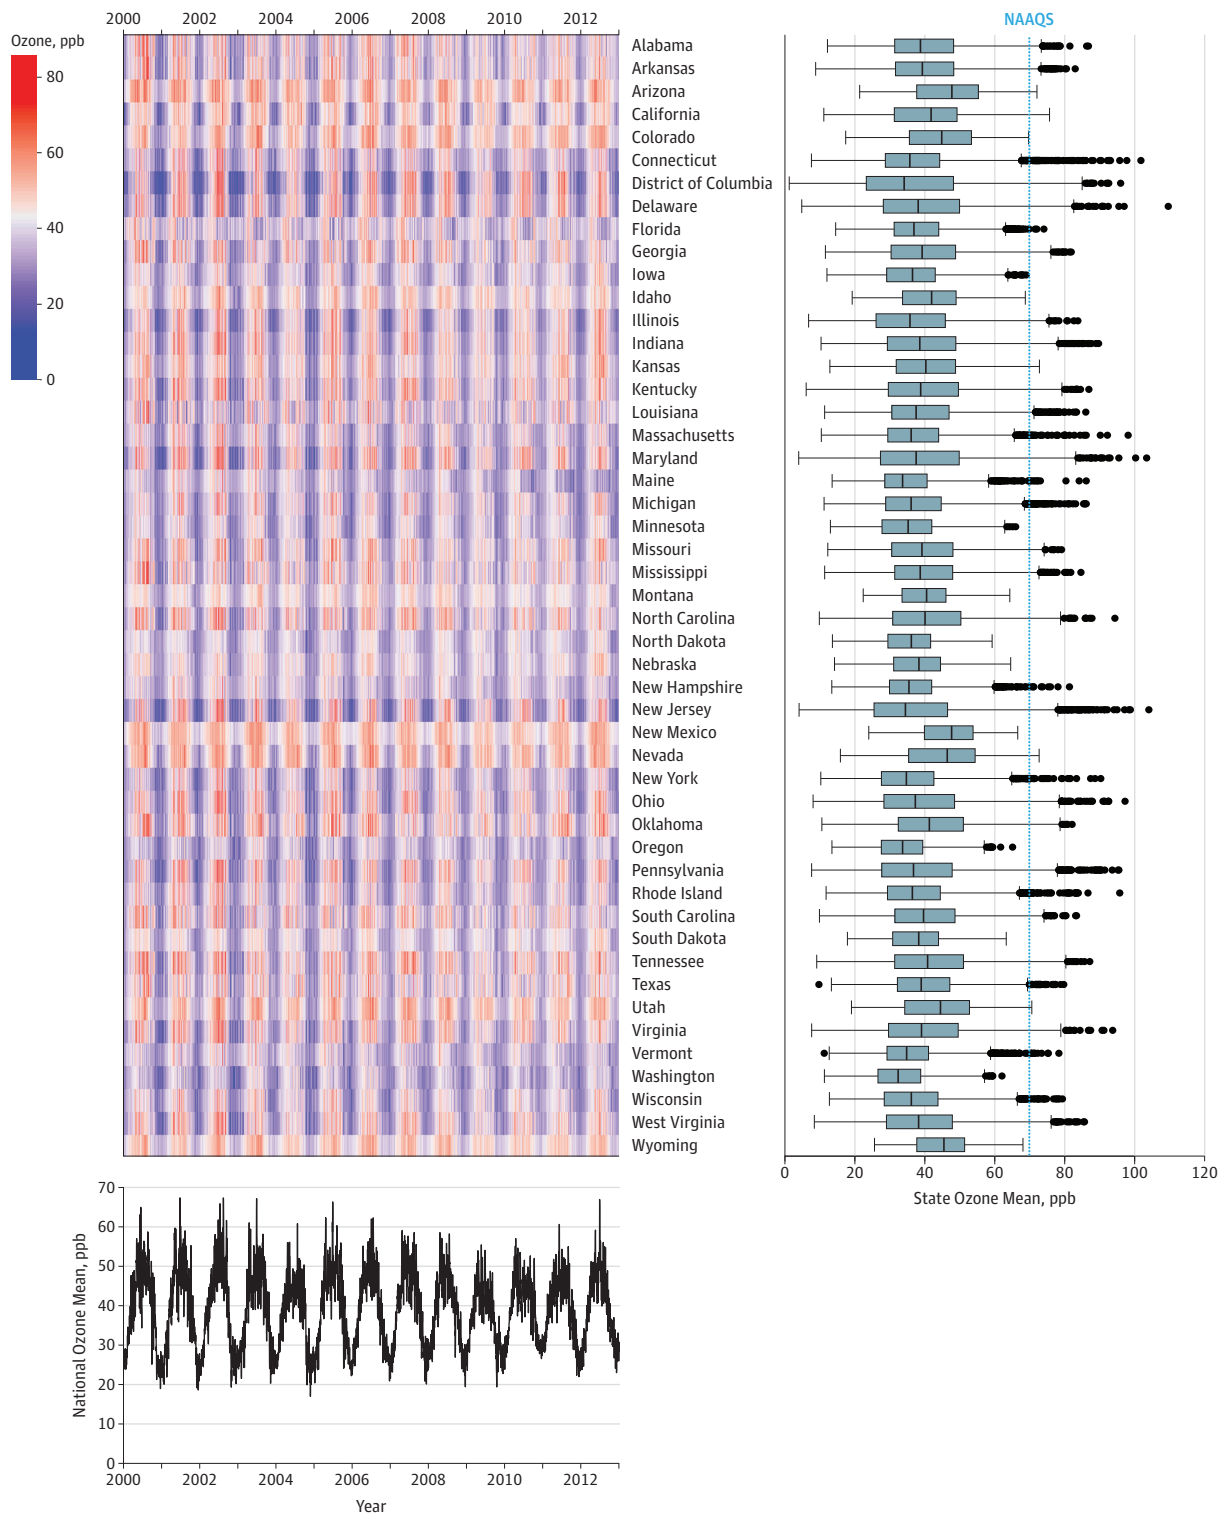 2000 2002 2004 2006 2008 2010 2012
NAAQS
Ozone, ppb
80
60
40
20
0
Alabama
Arkansas
Arizona
California
Colorado
Connecticut
District of Columbia
Delaware
Florida
Georgia
Iowa
Idaho
Illinois
Indiana
Kansas
Kentucky
Louisiana
Massachusetts
Maryland
Maine
Michigan
Minnesota
Missouri
Mississippi
Montana
North Carolina
North Dakota
Nebraska
New Hampshire
New Jersey
New Mexico
Nevada
New York
Ohio
Oklahoma
Oregon
Pennsylvania
Rhode Island
South Carolina
South Dakota
Tennessee
Texas
Utah
Virginia
Vermont
Washington
Wisconsin
West Virginia
Wyoming
0 20 40 60 80 100 120
State Ozone Mean, ppb
National Ozone Mean, ppb
70
60
50
40
30
20
10
0
2000 2002 2004 2006 2008 2010 2012
Year